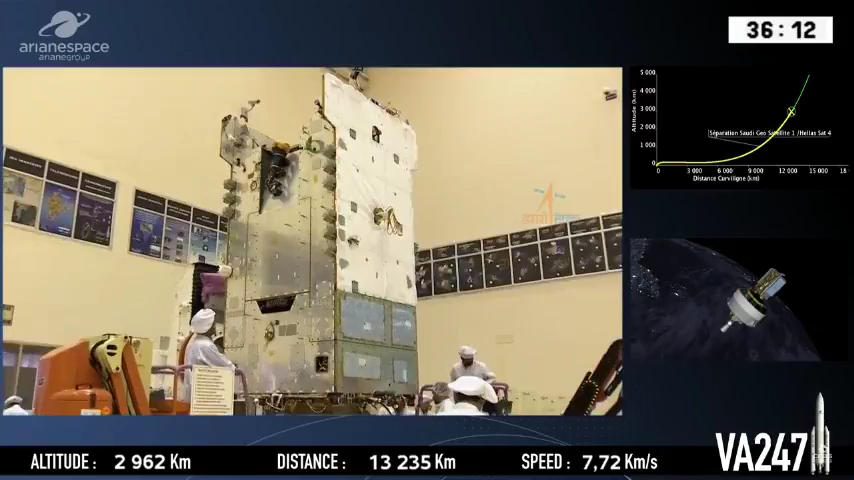 arianespace
arianeGROUP
36:12
Altitude (km)
5 000
4 000
3 000
2 000
1 000
0
Séparation Saudi Geo Satellite 1 /Hellas Sat 4
0 3 000 6 000 9 000 12 000 15 000 18
Distance Curviligne (km)
इसरो isro
VA247
ALTITUDE : 2 962 Km DISTANCE : 13 235 Km SPEED : 7,72 Km/s